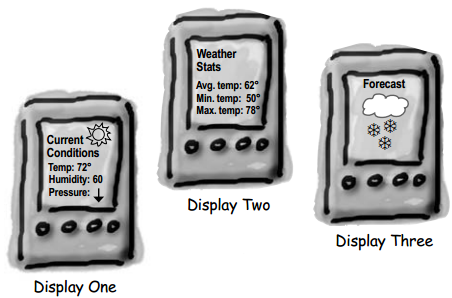 Current
Conditions
Temp: 72°
Humidity: 60
Pressure:
Display One
Weather
Stats
Avg. temp: 62°
Min. temp: 50°
Max. temp: 78°
Display Two
Forecast
Display Three